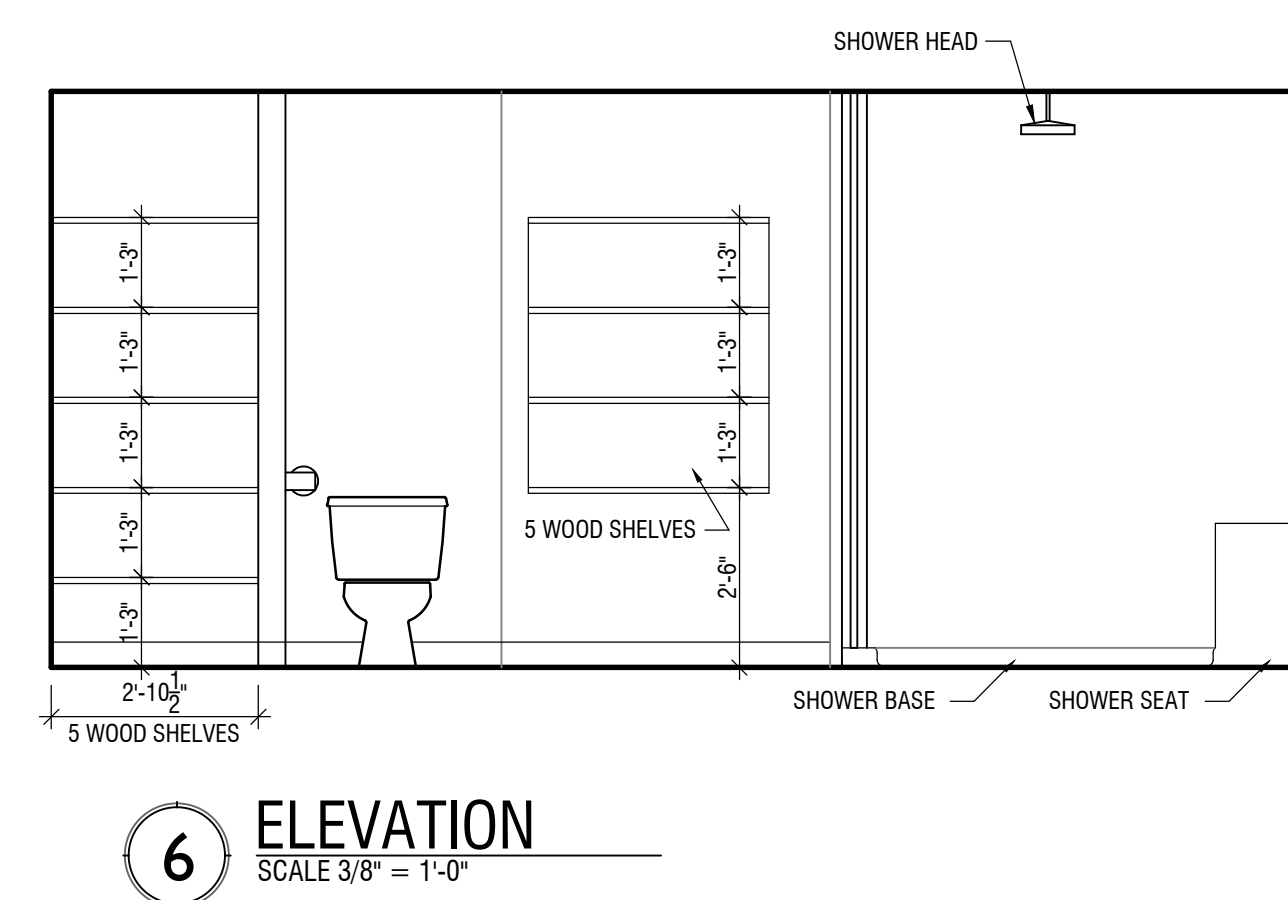 SHOWER HEAD
1'-3"
1'-3"
1'-3"
1'-3"
1'-3"
1'-3"
1'-3"
1'-3"
5 WOOD SHELVES
2'-6"
2'-10 1/2"
5 WOOD SHELVES
SHOWER BASE
SHOWER SEAT
6
ELEVATION
SCALE 3/8" = 1'-0"